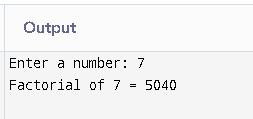 Output
Enter a number: 7
Factorial of 7 = 5040